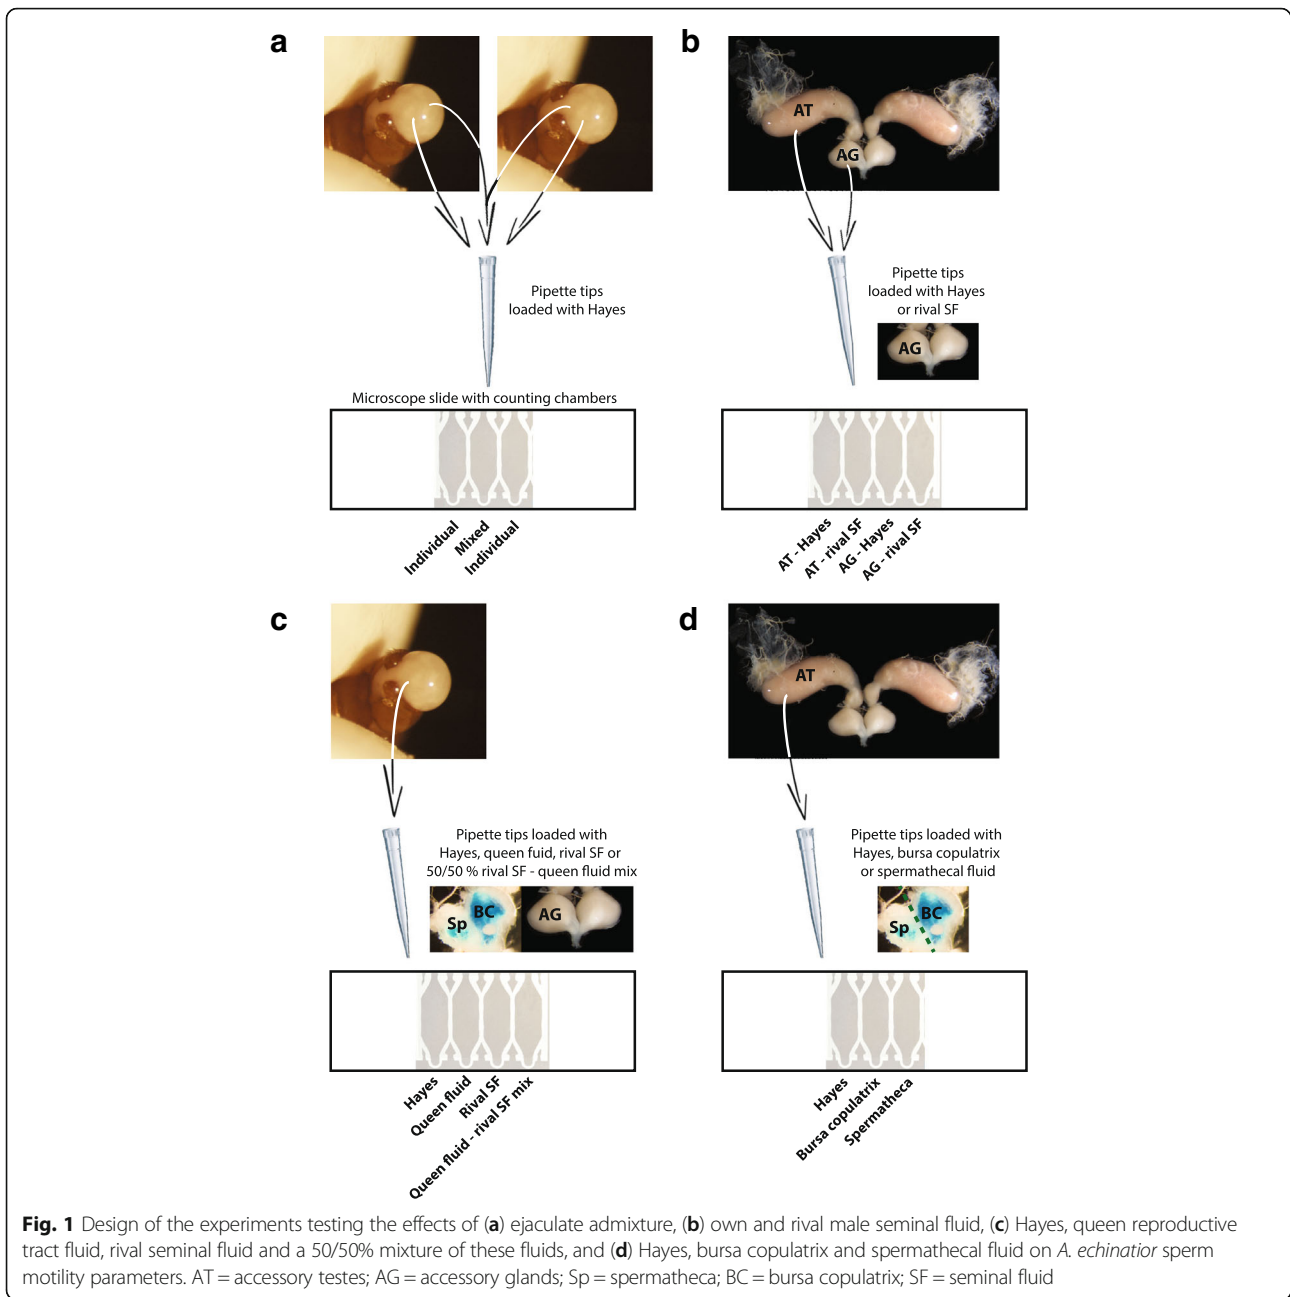 a
b
AT
AG
Pipette tips
loaded with Hayes
Pipette tips
loaded with Hayes
or rival SF
AG
Microscope slide with counting chambers
Individual
Mixed
Individual
AT - Hayes
AT - rival SF
AG - Hayes
AG - rival SF
c
d
AT
Pipette tips loaded with
Hayes, queen fuid, rival SF or
50/50 % rival SF - queen fluid mix
Sp
BC
AG
Pipette tips loaded with
Hayes, bursa copulatrix
or spermathecal fluid
Sp
BC
Hayes
Queen fluid
Rival SF
Queen fluid - rival SF mix
Hayes
Bursa copulatrix
Spermatheca
Fig. 1 Design of the experiments testing the effects of (a) ejaculate admixture, (b) own and rival male seminal fluid, (c) Hayes, queen reproductive
tract fluid, rival seminal fluid and a 50/50% mixture of these fluids, and (d) Hayes, bursa copulatrix and spermathecal fluid on A. echinatior sperm
motility parameters. AT = accessory testes; AG = accessory glands; Sp = spermatheca; BC = bursa copulatrix; SF = seminal fluid